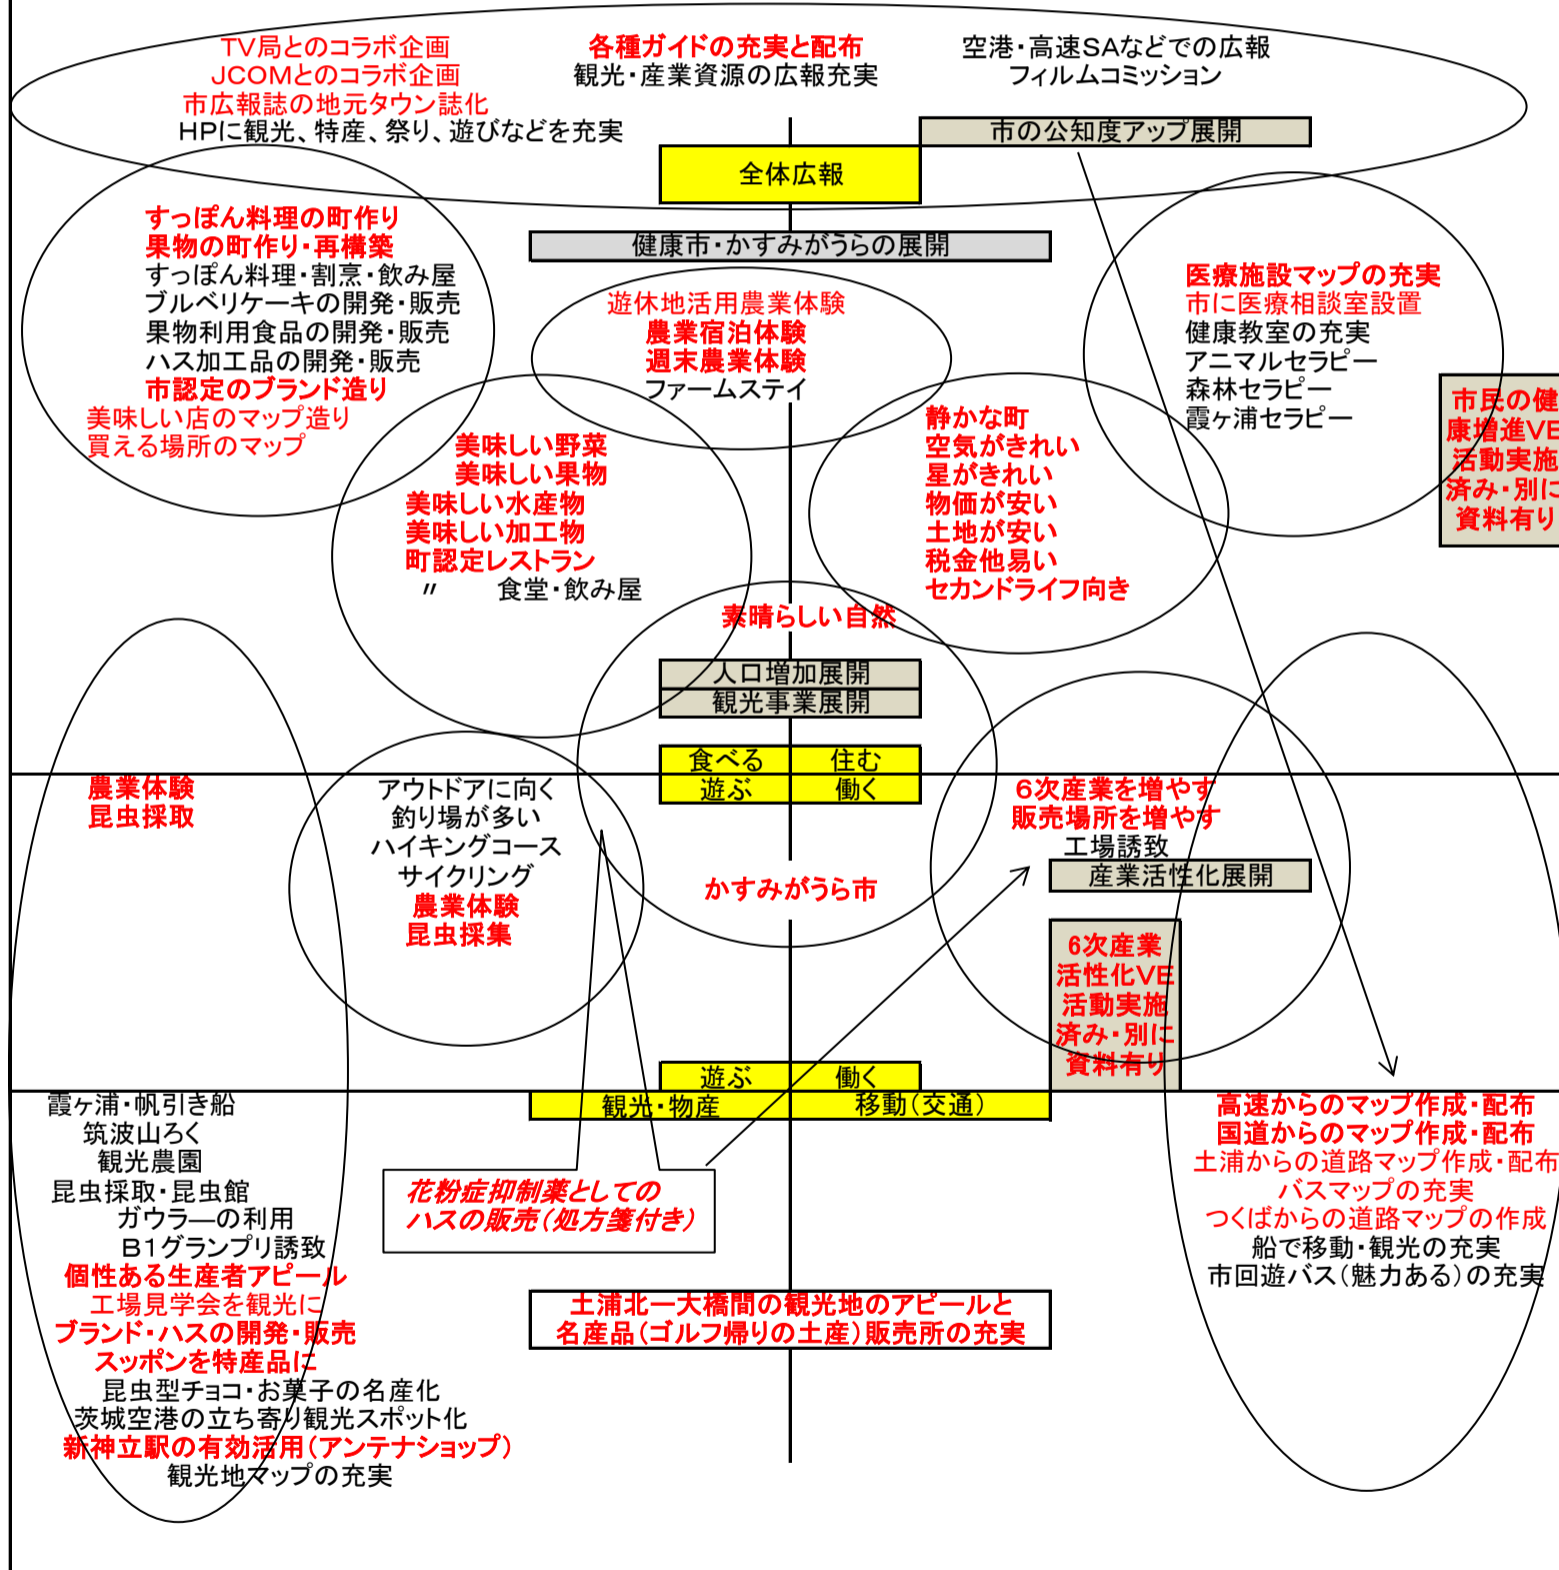 TV局とのコラボ企画
JCOMとのコラボ企画
市広報誌の地元タウン誌化
HPに観光、特産、祭り、遊びなどを充実
各種ガイドの充実と配布
観光・産業資源の広報充実
空港・高速SAなどでの広報
フィルムコミッション
市の公知度アップ展開
全体広報
健康市・かすみがうらの展開
すっぽん料理の町作り
果物の町作り・再構築
すっぽん料理・割烹・飲み屋
ブルベリケーキの開発・販売
果物利用食品の開発・販売
ハス加工品の開発・販売
市認定のブランド造り
美味しい店のマップ造り
買える場所のマップ
遊休地活用農業体験
農業宿泊体験
週末農業体験
ファームステイ
医療施設マップの充実
市に医療相談室設置
健康教室の充実
アニマルセラピー
森林セラピー
霞ヶ浦セラピー
市民の健
康増進VE
活動実施
済み・別に
資料有り
美味しい野菜
美味しい果物
美味しい水産物
美味しい加工物
町認定レストラン
〃 食堂・飲み屋
静かな町
空気がきれい
星がきれい
物価が安い
土地が安い
税金他易い
セカンドライフ向き
素晴らしい自然
人口増加展開
観光事業展開
食べる 住む
遊ぶ 働く
農業体験
昆虫採取
アウトドアに向く
釣り場が多い
ハイキングコース
サイクリング
農業体験
昆虫採集
かすみがうら市
6次産業を増やす
販売場所を増やす
工場誘致
産業活性化展開
6次産業
活性化VE
活動実施
済み・別に
資料有り
遊ぶ 働く
観光・物産 移動(交通)
霞ヶ浦・帆引き船
筑波山ろく
観光農園
昆虫採取・昆虫館
ガウラ―の利用
B1グランプリ誘致
個性ある生産者アピール
工場見学会を観光に
ブランド・ハスの開発・販売
スッポンを特産品に
昆虫型チョコ・お菓子の名産化
茨城空港の立ち寄り観光スポット化
新神立駅の有効活用(アンテナショップ)
観光地マップの充実
花粉症抑制薬としての
ハスの販売(処方箋付き)
土浦北ー大橋間の観光地のアピールと
名産品(ゴルフ帰りの土産)販売所の充実
高速からのマップ作成・配布
国道からのマップ作成・配布
土浦からの道路マップ作成・配布
バスマップの充実
つくばからの道路マップの作成
船で移動・観光の充実
市回遊バス(魅力ある)の充実